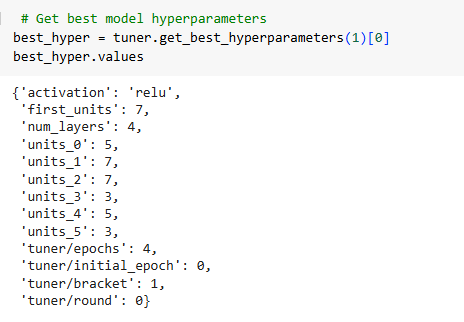 # Get best model hyperparameters
best_hyper = tuner.get_best_hyperparameters(1)[0]
best_hyper.values
{'activation': 'relu',
'first_units': 7,
'num_layers': 4,
'units_0': 5,
'units_1': 7,
'units_2': 7,
'units_3': 3,
'units_4': 5,
'units_5': 3,
'tuner/epochs': 4,
'tuner/initial_epoch': 0,
'tuner/bracket': 1,
'tuner/round': 0}